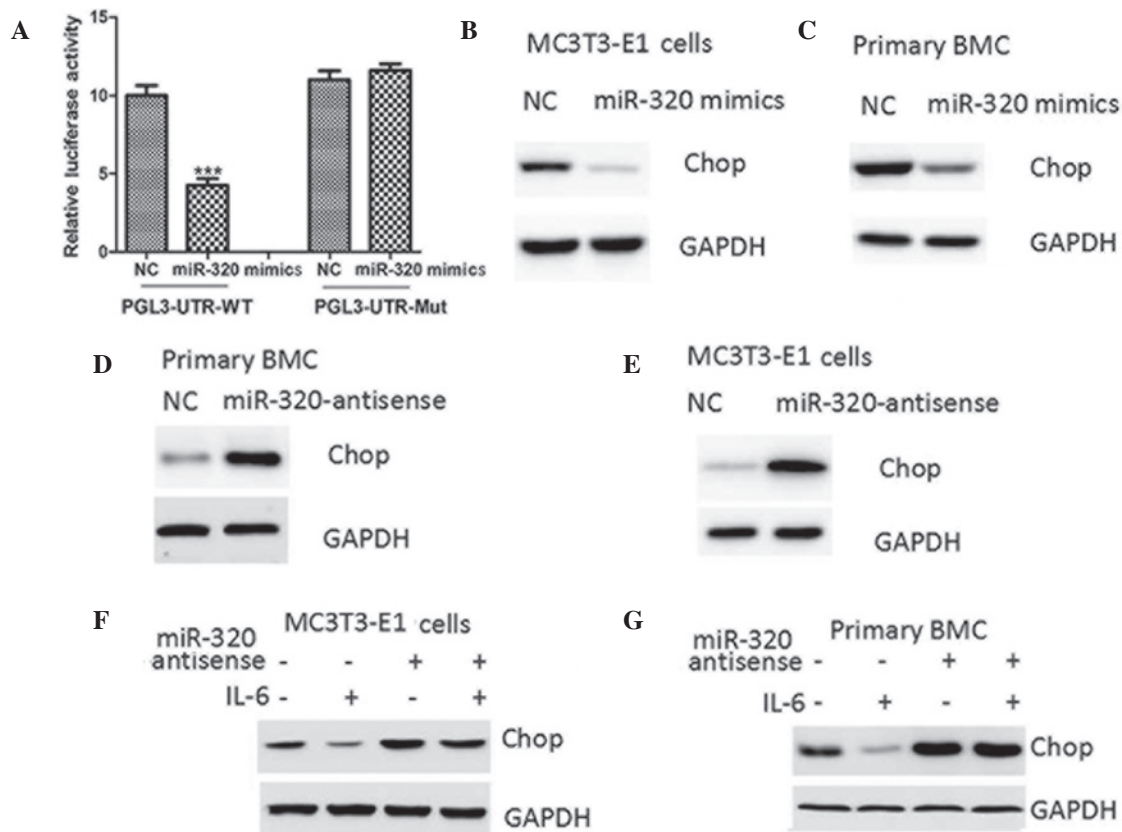 A
Relative luciferase activity
15
10
5
0
***
NC miR-320 mimics NC miR-320 mimics
PGL3-UTR-WT PGL3-UTR-Mut
B
MC3T3-E1 cells
NC miR-320 mimics
Chop
GAPDH
C
Primary BMC
NC miR-320 mimics
Chop
GAPDH
D
Primary BMC
NC miR-320-antisense
Chop
GAPDH
E
MC3T3-E1 cells
NC miR-320-antisense
Chop
GAPDH
F
MC3T3-E1 cells
miR-320
antisense - - + +
IL-6 - + - +
Chop
GAPDH
G
Primary BMC
miR-320
antisense - - + +
IL-6 - + - +
Chop
GAPDH